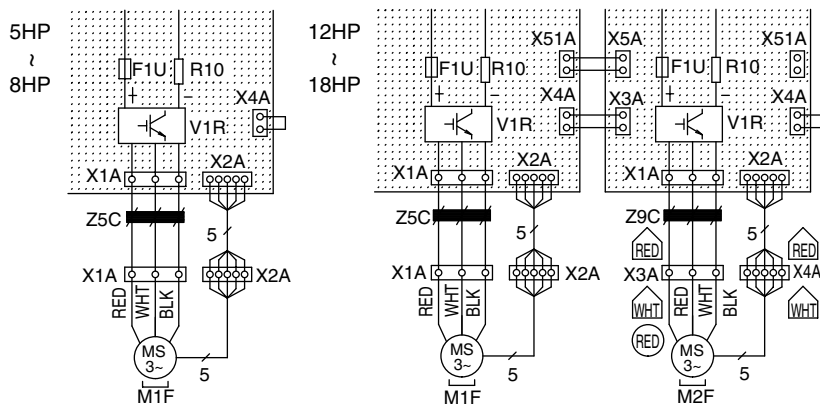 5HP
~
8HP
F1U
R10
+
−
X4A
V1R
X1A
X2A
Z5C
5
X1A
X2A
RED
WHT
BLK
MS
3~
5
M1F
12HP
~
18HP
X51A
X5A
F1U
R10
+
−
X4A
X3A
V1R
X1A
X2A
Z5C
5
X1A
X2A
RED
WHT
BLK
MS
3~
5
M1F
X51A
F1U
R10
+
−
X4A
V1R
X1A
X2A
Z9C
5
RED
RED
X3A
X4A
WHT
RED
WHT
BLK
WHT
RED
MS
3~
5
M2F